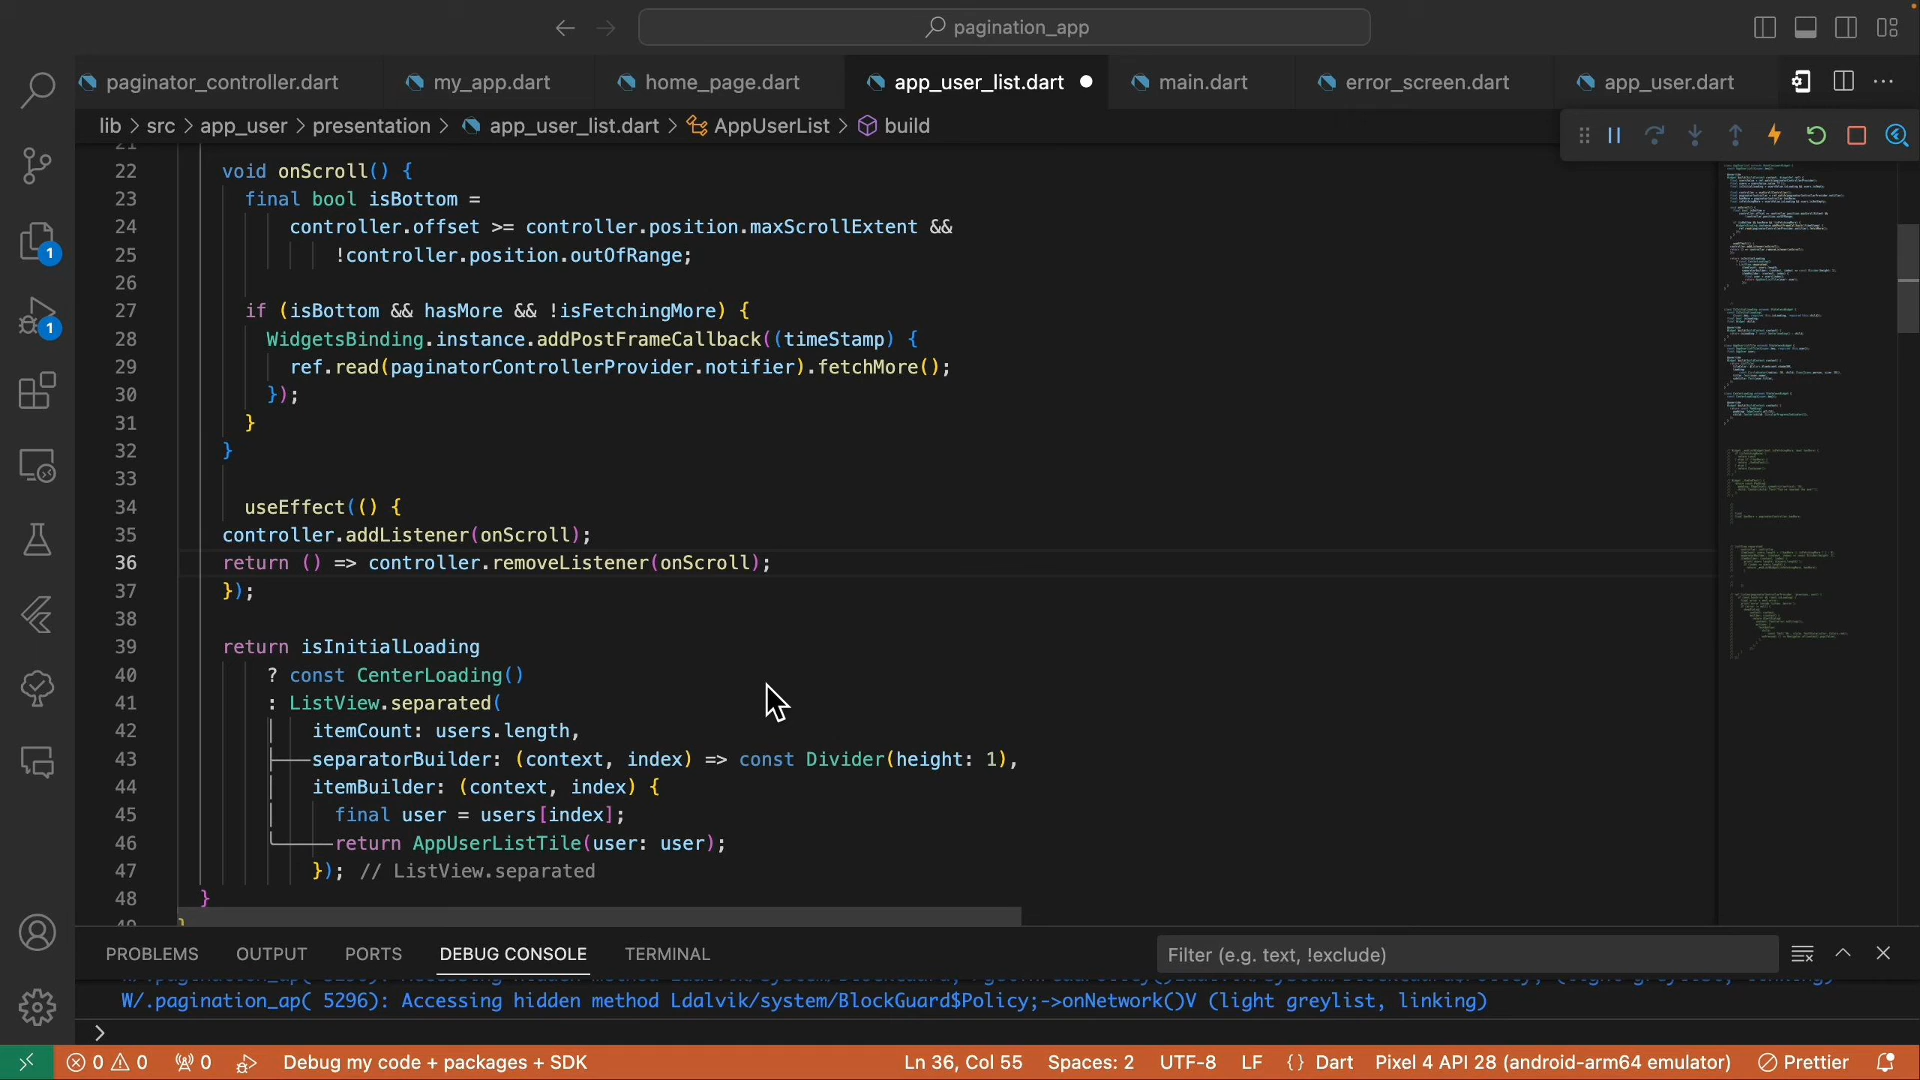 pagination_app
paginator_controller.dart
my_app.dart
home_page.dart
app_user_list.dart
main.dart
error_screen.dart
app_user.dart
lib > src > app_user > presentation > app_user_list.dart > AppUserList > build
22 void onScroll() {
23 final bool isBottom =
24 controller.offset >= controller.position.maxScrollExtent &&
25 !controller.position.outOfRange;
26
27 if (isBottom && hasMore && !isFetchingMore) {
28 WidgetsBinding.instance.addPostFrameCallback((timeStamp) {
29 ref.read(paginatorControllerProvider.notifier).fetchMore();
30 });
31 }
32 }
33
34 useEffect(() {
35 controller.addListener(onScroll);
36 return () => controller.removeListener(onScroll);
37 });
38
39 return isInitialLoading
40 ? const CenterLoading()
41 : ListView.separated(
42 itemCount: users.length,
43 separatorBuilder: (context, index) => const Divider(height: 1),
44 itemBuilder: (context, index) {
45 final user = users[index];
46 return AppUserListTile(user: user);
47 }); // ListView.separated
48 }
1
1
PROBLEMS OUTPUT PORTS DEBUG CONSOLE TERMINAL
Filter (e.g. text, !exclude)
W/.pagination_ap( 5296): Accessing hidden method Ldalvik/system/BlockGuard$Policy;->onNetwork()V (light greylist, linking)
>
0 0 0 Debug my code + packages + SDK Ln 36, Col 55 Spaces: 2 UTF-8 LF {} Dart Pixel 4 API 28 (android-arm64 emulator) Prettier